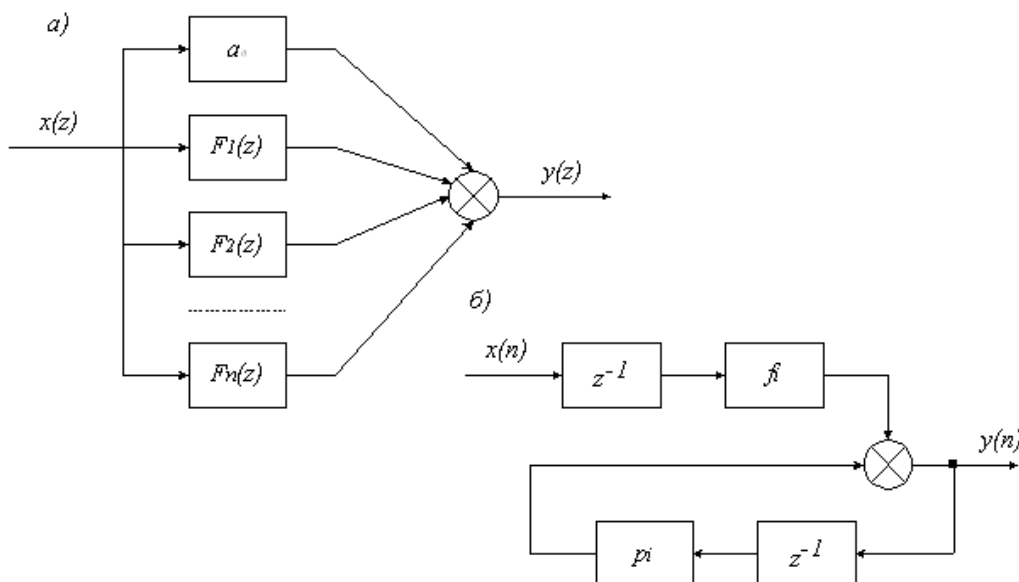 а)
a₀
x(z)
F1(z)
y(z)
F2(z)
Fn(z)
б)
x(n)
z⁻¹
fi
y(n)
pi
z⁻¹